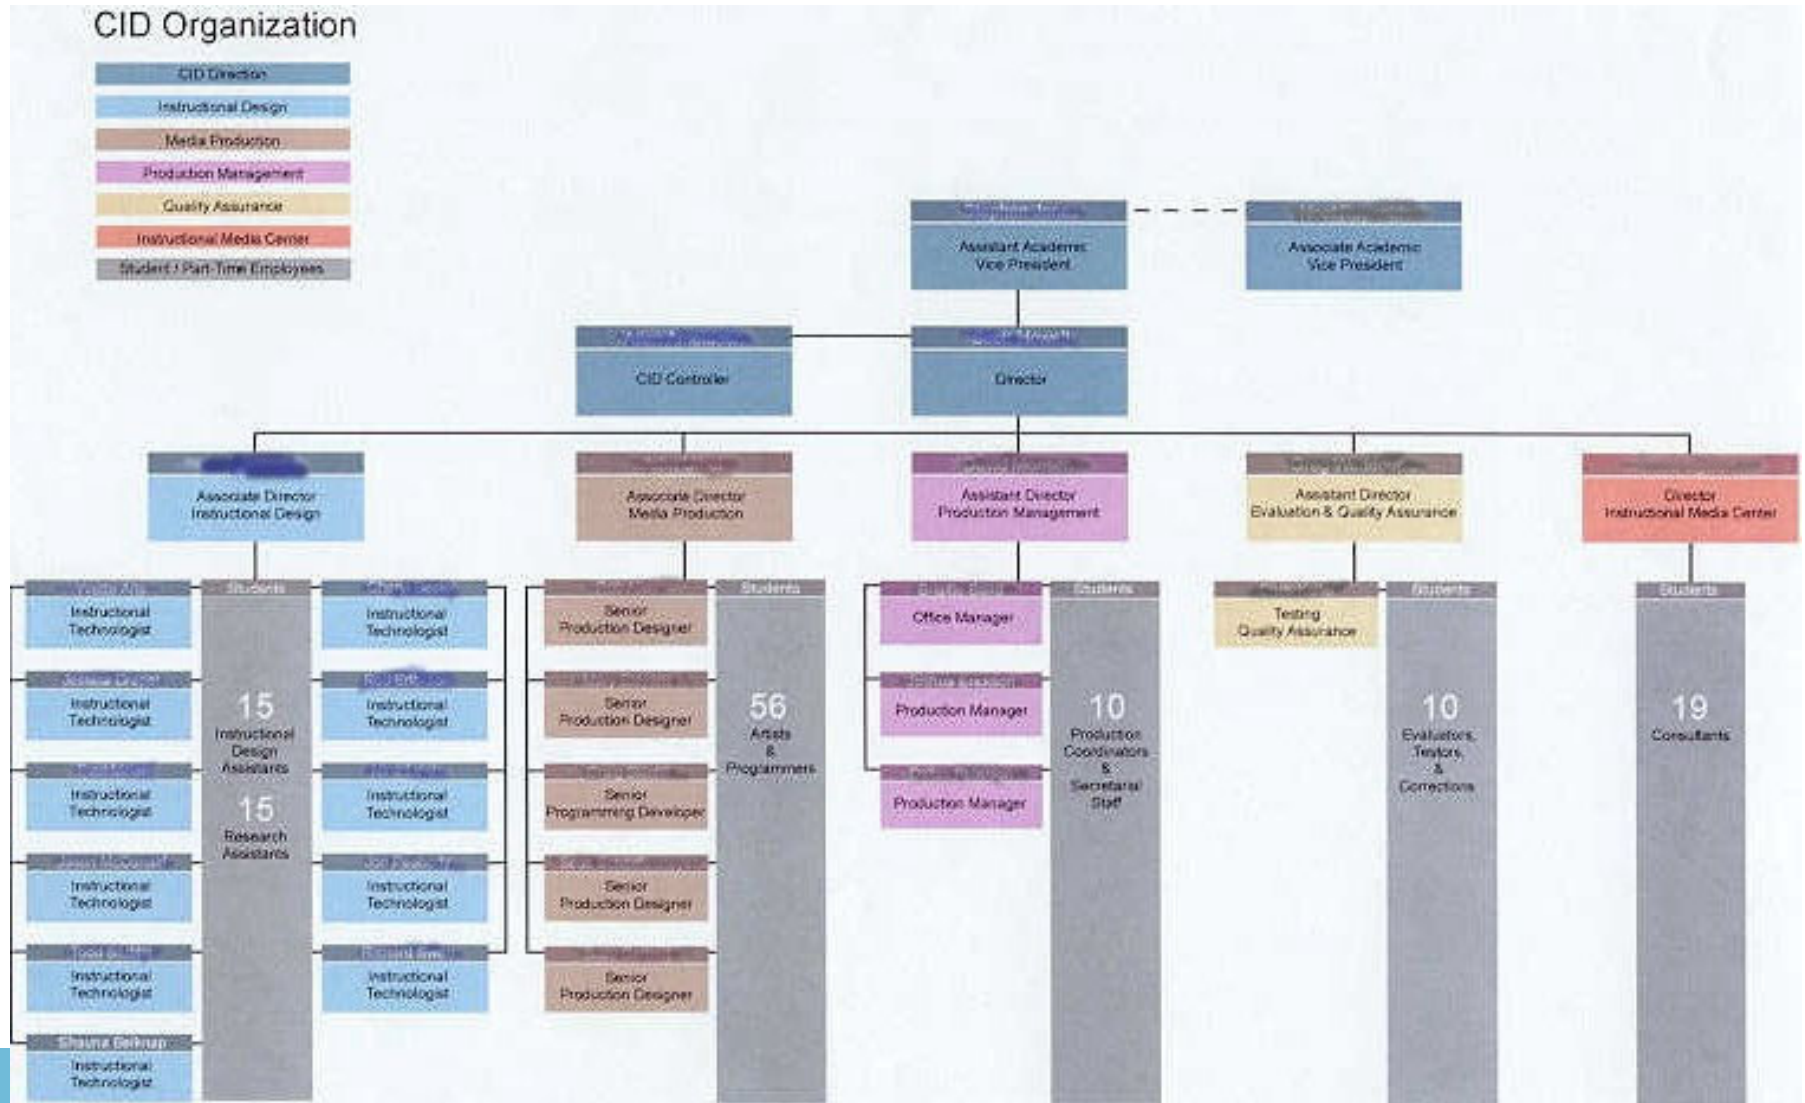 CID Organization
CID Direction
Instructional Design
Media Production
Production Management
Quality Assurance
Instructional Media Center
Student / Part-Time Employees
Assistant Academic
Vice President
Associate Academic
Vice President
CID Controller
Director
Associate Director
Instructional Design
Associate Director
Media Production
Assistant Director
Production Management
Assistant Director
Evaluation & Quality Assurance
Director
Instructional Media Center
Instructional
Technologist
Instructional
Technologist
Instructional
Technologist
Instructional
Technologist
Instructional
Technologist
Shauna Belknap
Instructional
Technologist
Students
15
Instructional
Design
Assistants
15
Research
Assistants
Instructional
Technologist
Instructional
Technologist
Instructional
Technologist
Instructional
Technologist
Instructional
Technologist
Senior
Production Designer
Senior
Production Designer
Senior
Programming Developer
Senior
Production Designer
Senior
Production Designer
Students
56
Artists
&
Programmers
Office Manager
Production Manager
Production Manager
Students
10
Production
Coordinators
&
Secretarial
Staff
Testing
Quality Assurance
Students
10
Evaluators,
Testors,
&
Corrections
Students
19
Consultants